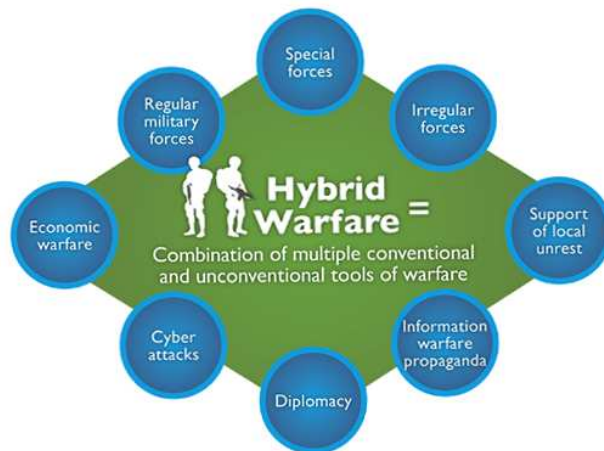 Special
forces
Regular
military
forces
Irregular
forces
Hybrid
Warfare =
Economic
warfare
Support
of local
unrest
Combination of multiple conventional
and unconventional tools of warfare
Cyber
attacks
Information
warfare
propaganda
Diplomacy